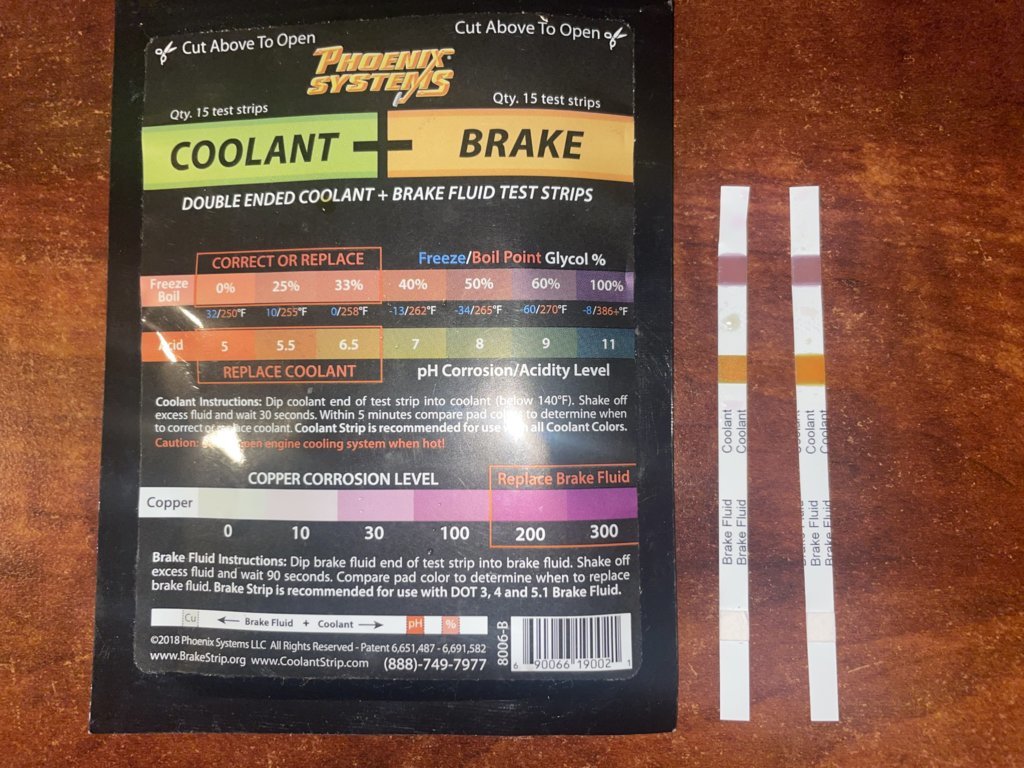 Cut Above To Open
Cut Above To Open
PHOENIX
SYSTEMS
Qty. 15 test strips
Qty. 15 test strips
COOLANT + BRAKE
DOUBLE ENDED COOLANT + BRAKE FLUID TEST STRIPS
CORRECT OR REPLACE
Freeze/Boil Point Glycol %
Freeze
Boil
0% 25% 33% 40% 50% 60% 100%
32/250°F 10/255°F 0/258°F -13/262°F -34/265°F -60/270°F -8/386+°F
Acid 5 5.5 6.5 7 8 9 11
REPLACE COOLANT
pH Corrosion/Acidity Level
Coolant Instructions: Dip coolant end of test strip into coolant (below 140°F). Shake off
excess fluid and wait 30 seconds. Within 5 minutes compare pad color to determine when
to correct or replace coolant. Coolant Strip is recommended for use with all Coolant Colors.
Caution: open engine cooling system when hot!
COPPER CORROSION LEVEL
Replace Brake Fluid
Copper
0 10 30 100 200 300
Brake Fluid Instructions: Dip brake fluid end of test strip into brake fluid. Shake off
excess fluid and wait 90 seconds. Compare pad color to determine when to replace
brake fluid. Brake Strip is recommended for use with DOT 3, 4 and 5.1 Brake Fluid.
Cu Brake Fluid + Coolant pH %
©2018 Phoenix Systems LLC All Rights Reserved - Patent 6,651,487 - 6,691,582
www.BrakeStrip.org www.CoolantStrip.com (888)-749-7977
8006-B
6 90066 19002 1
Brake Fluid Coolant
Brake Fluid Coolant
Brake Fluid Coolant
Brake Fluid Coolant